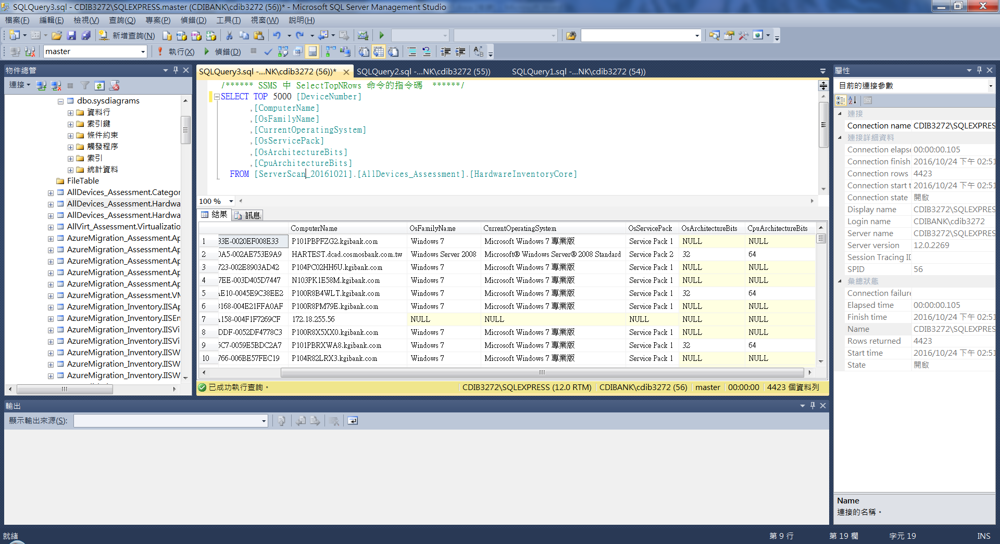 SQLQuery3.sql - CDIB3272\SQLEXPRESS.master (CDIBANK\cdib3272 (56))* - Microsoft SQL Server Management Studio
檔案(F) 編輯(E) 檢視(V) 查詢(Q) 專案(P) 偵錯(D) 工具(T) 視窗(W) 說明(H)
新增查詢(N)
master 執行(X) 偵錯(D)
物件總管
連接
dbo.sysdiagrams
資料行
索引鍵
條件約束
觸發程序
索引
統計資料
FileTable
AllDevices_Assessment.Categor
AllDevices_Assessment.Hardwa
AllDevices_Assessment.Hardwa
AllVirt_Assessment.Virtualizatio
AzureMigration_Assessment.Ap
AzureMigration_Assessment.Ap
AzureMigration_Assessment.Ap
AzureMigration_Assessment.Ap
AzureMigration_Assessment.Ap
AzureMigration_Assessment.VM
AzureMigration_Inventory.IISAp
AzureMigration_Inventory.IISEn
AzureMigration_Inventory.IISVi
AzureMigration_Inventory.IISVi
AzureMigration_Inventory.IISW
AzureMigration_Inventory.IISW
AzureMigration_Inventory.IISW
SQLQuery3.sql -...NK\cdib3272 (56))* SQLQuery2.sql -...NK\cdib3272 (55)) SQLQuery1.sql -...NK\cdib3272 (54))
/****** SSMS 中 SelectTopNRows 命令的指令碼  ******/
SELECT TOP 5000 [DeviceNumber]
,[ComputerName]
,[OsFamilyName]
,[CurrentOperatingSystem]
,[OsServicePack]
,[OsArchitectureBits]
,[CpuArchitectureBits]
FROM [ServerScan_20161021].[AllDevices_Assessment].[HardwareInventoryCore]
100 %
結果 訊息
ComputerName OsFamilyName CurrentOperatingSystem OsServicePack OsArchitectureBits CpuArchitectureBits
1 33E-0020EF008E33 P101PBPFZG2.kgibank.com Windows 7 Microsoft Windows 7 專業版 Service Pack 1 NULL NULL
2 0A5-002AE753E9A9 HARTEST.dcad.cosmosbank.com.tw Windows Server 2008 Microsoft® Windows Server® 2008 Standard Service Pack 2 32 64
3 723-002E8903AD42 P104PC02HH6U.kgibank.com Windows 7 Microsoft Windows 7 專業版 Service Pack 1 NULL NULL
4 7EE-003D405D7447 N103PK1E58M.kgibank.com Windows 7 Microsoft Windows 7 專業版 Service Pack 1 NULL NULL
5 AE10-0045E9C38EE2 P100R8B4WLT.kgibank.com Windows 7 Microsoft Windows 7 專業版 Service Pack 1 32 64
6 8168-004E21FFA0AF P100R8PM79E.kgibank.com Windows 7 Microsoft Windows 7 專業版 Service Pack 1 NULL NULL
7 A158-004F1F7269CF 172.18.255.56 NULL NULL NULL NULL NULL
8 DDF-0052DF4778C3 P100R8X5XX0.kgibank.com Windows 7 Microsoft Windows 7 專業版 Service Pack 1 NULL NULL
9 5C7-0059E5BDC2A7 P101PBRXWA8.kgibank.com Windows 7 Microsoft Windows 7 專業版 Service Pack 1 32 64
10 766-006BE57FEC19 P104R82LRX3.kgibank.com Windows 7 Microsoft Windows 7 專業版 Service Pack 1 NULL NULL
已成功執行查詢。 CDIB3272\SQLEXPRESS (12.0 RTM) CDIBANK\cdib3272 (56) master 00:00:00 4423 個資料列
輸出
顯示輸出來源(S):
屬性
目前的連接參數
連接
Connection name CDIB3272\SQLEXPRES
連接詳細資料
Connection elapse 00:00:00.105
Connection finish 2016/10/24 下午 02:51
Connection rows 4423
Connection start t 2016/10/24 下午 02:51
Connection state 開啟
Display name CDIB3272\SQLEXPRES
Login name CDIBANK\cdib3272
Server name CDIB3272\SQLEXPRES
Server version 12.0.2269
Session Tracing ID
SPID 56
彙總狀態
Connection failure
Elapsed time 00:00:00.105
Finish time 2016/10/24 下午 02:51
Name CDIB3272\SQLEXPRES
Rows returned 4423
Start time 2016/10/24 下午 02:51
State 開啟
Name
連接的名稱。
就緒 第 9 行 第 19 欄 字元 19 INS